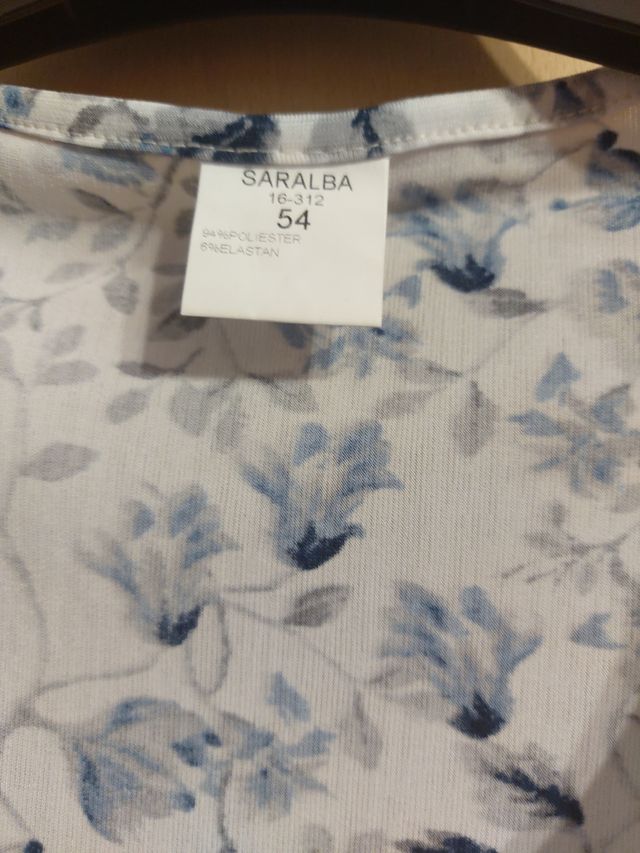 SARALBA
16-312
54
94%POLIESTER
6%ELASTAN